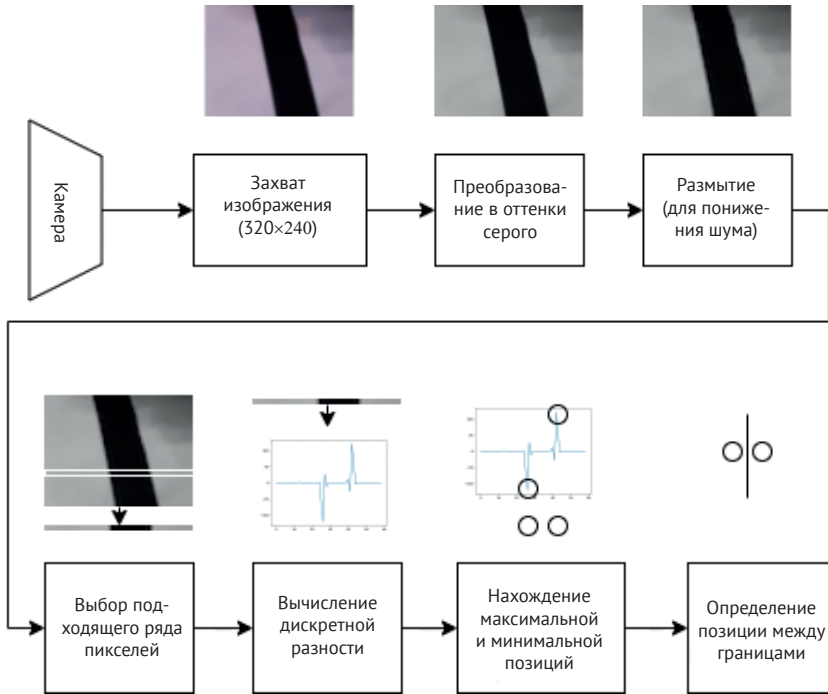 Камера
Захват
изображения
(320×240)
Преобразова-
ние в оттенки
серого
Размытие
(для пониже-
ния шума)
Выбор под-
ходящего ряда
пикселей
Вычисление
дискретной
разности
Нахождение
максимальной
и минимальной
позиций
Определение
позиции между
границами